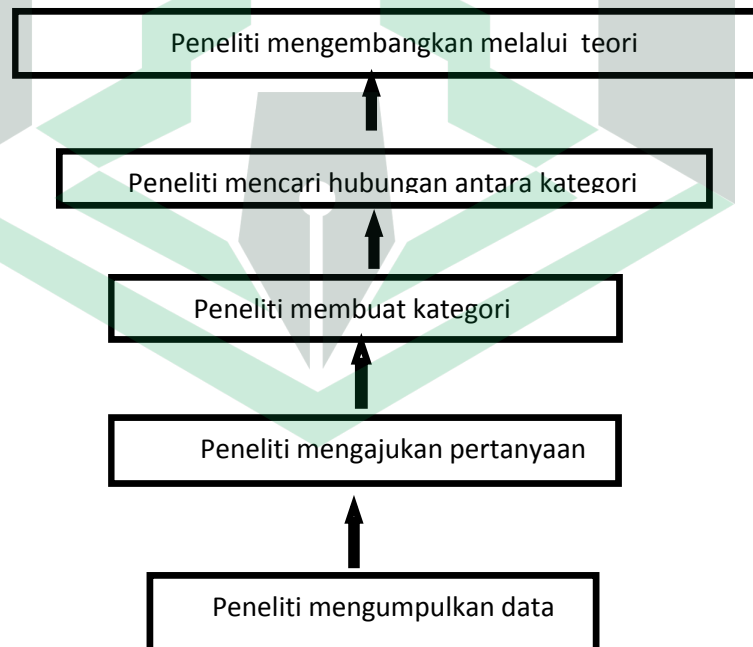 Peneliti mengembangkan melalui teori
Peneliti mencari hubungan antara kategori
Peneliti membuat kategori
Peneliti mengajukan pertanyaan
Peneliti mengumpulkan data